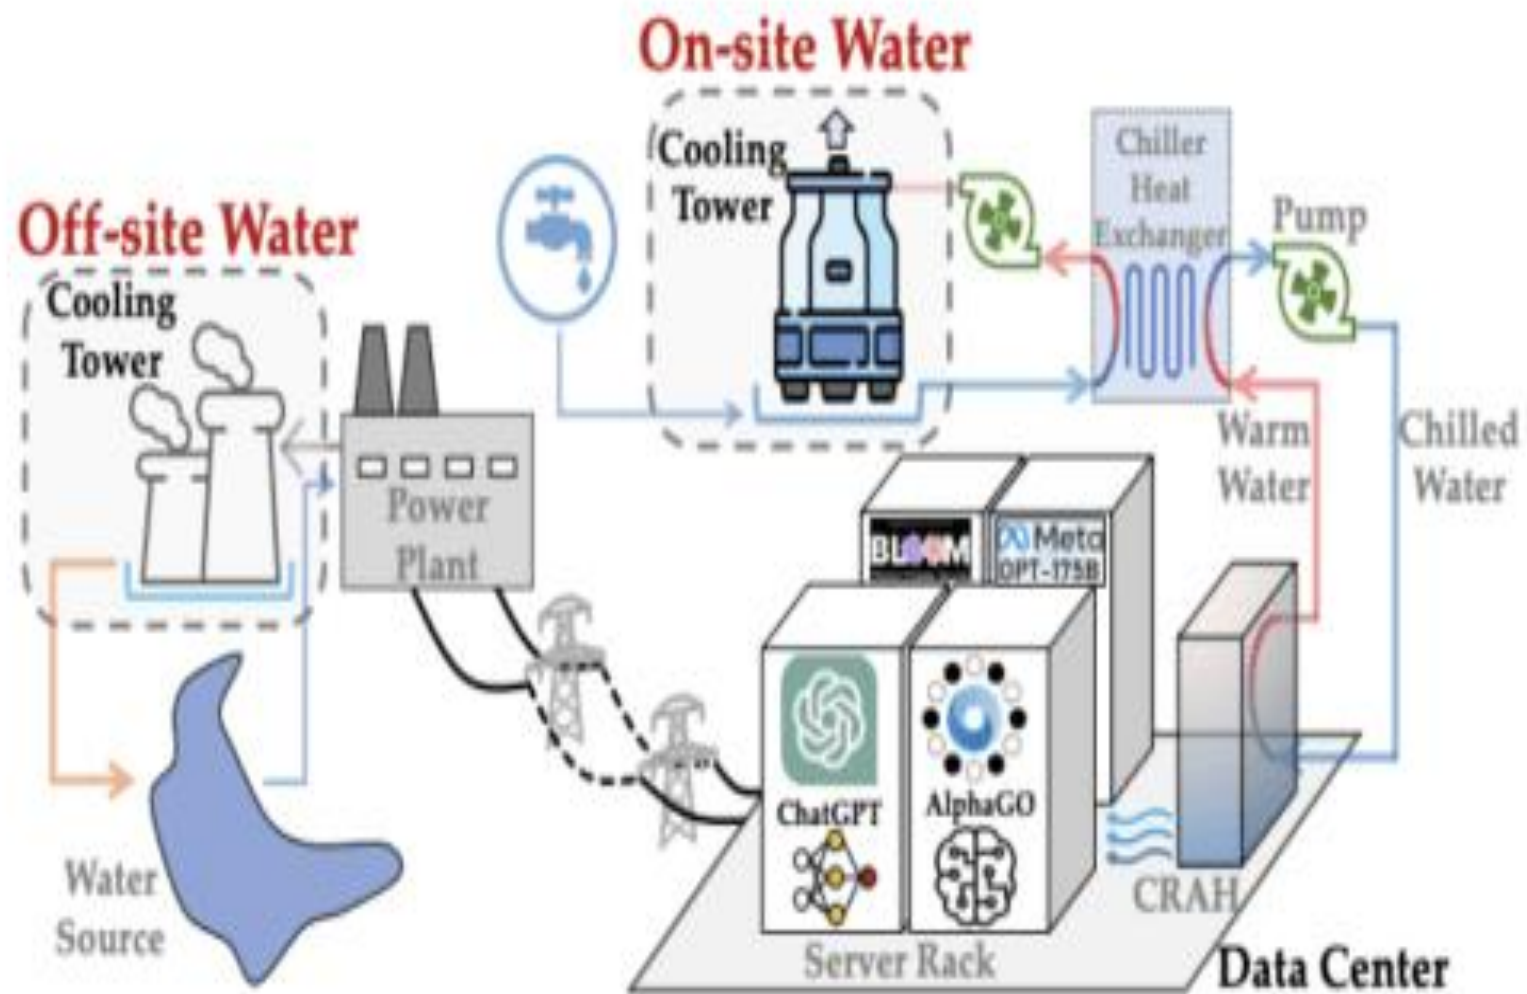 On-site Water
Cooling
Tower
Chiller
Heat
Exchanger
Pump
Off-site Water
Cooling
Tower
Power
Plant
Warm
Water
Chilled
Water
BLOOM
Meta
OPT-175B
ChatGPT
AlphaGO
Water
Source
CRAH
Server Rack
Data Center